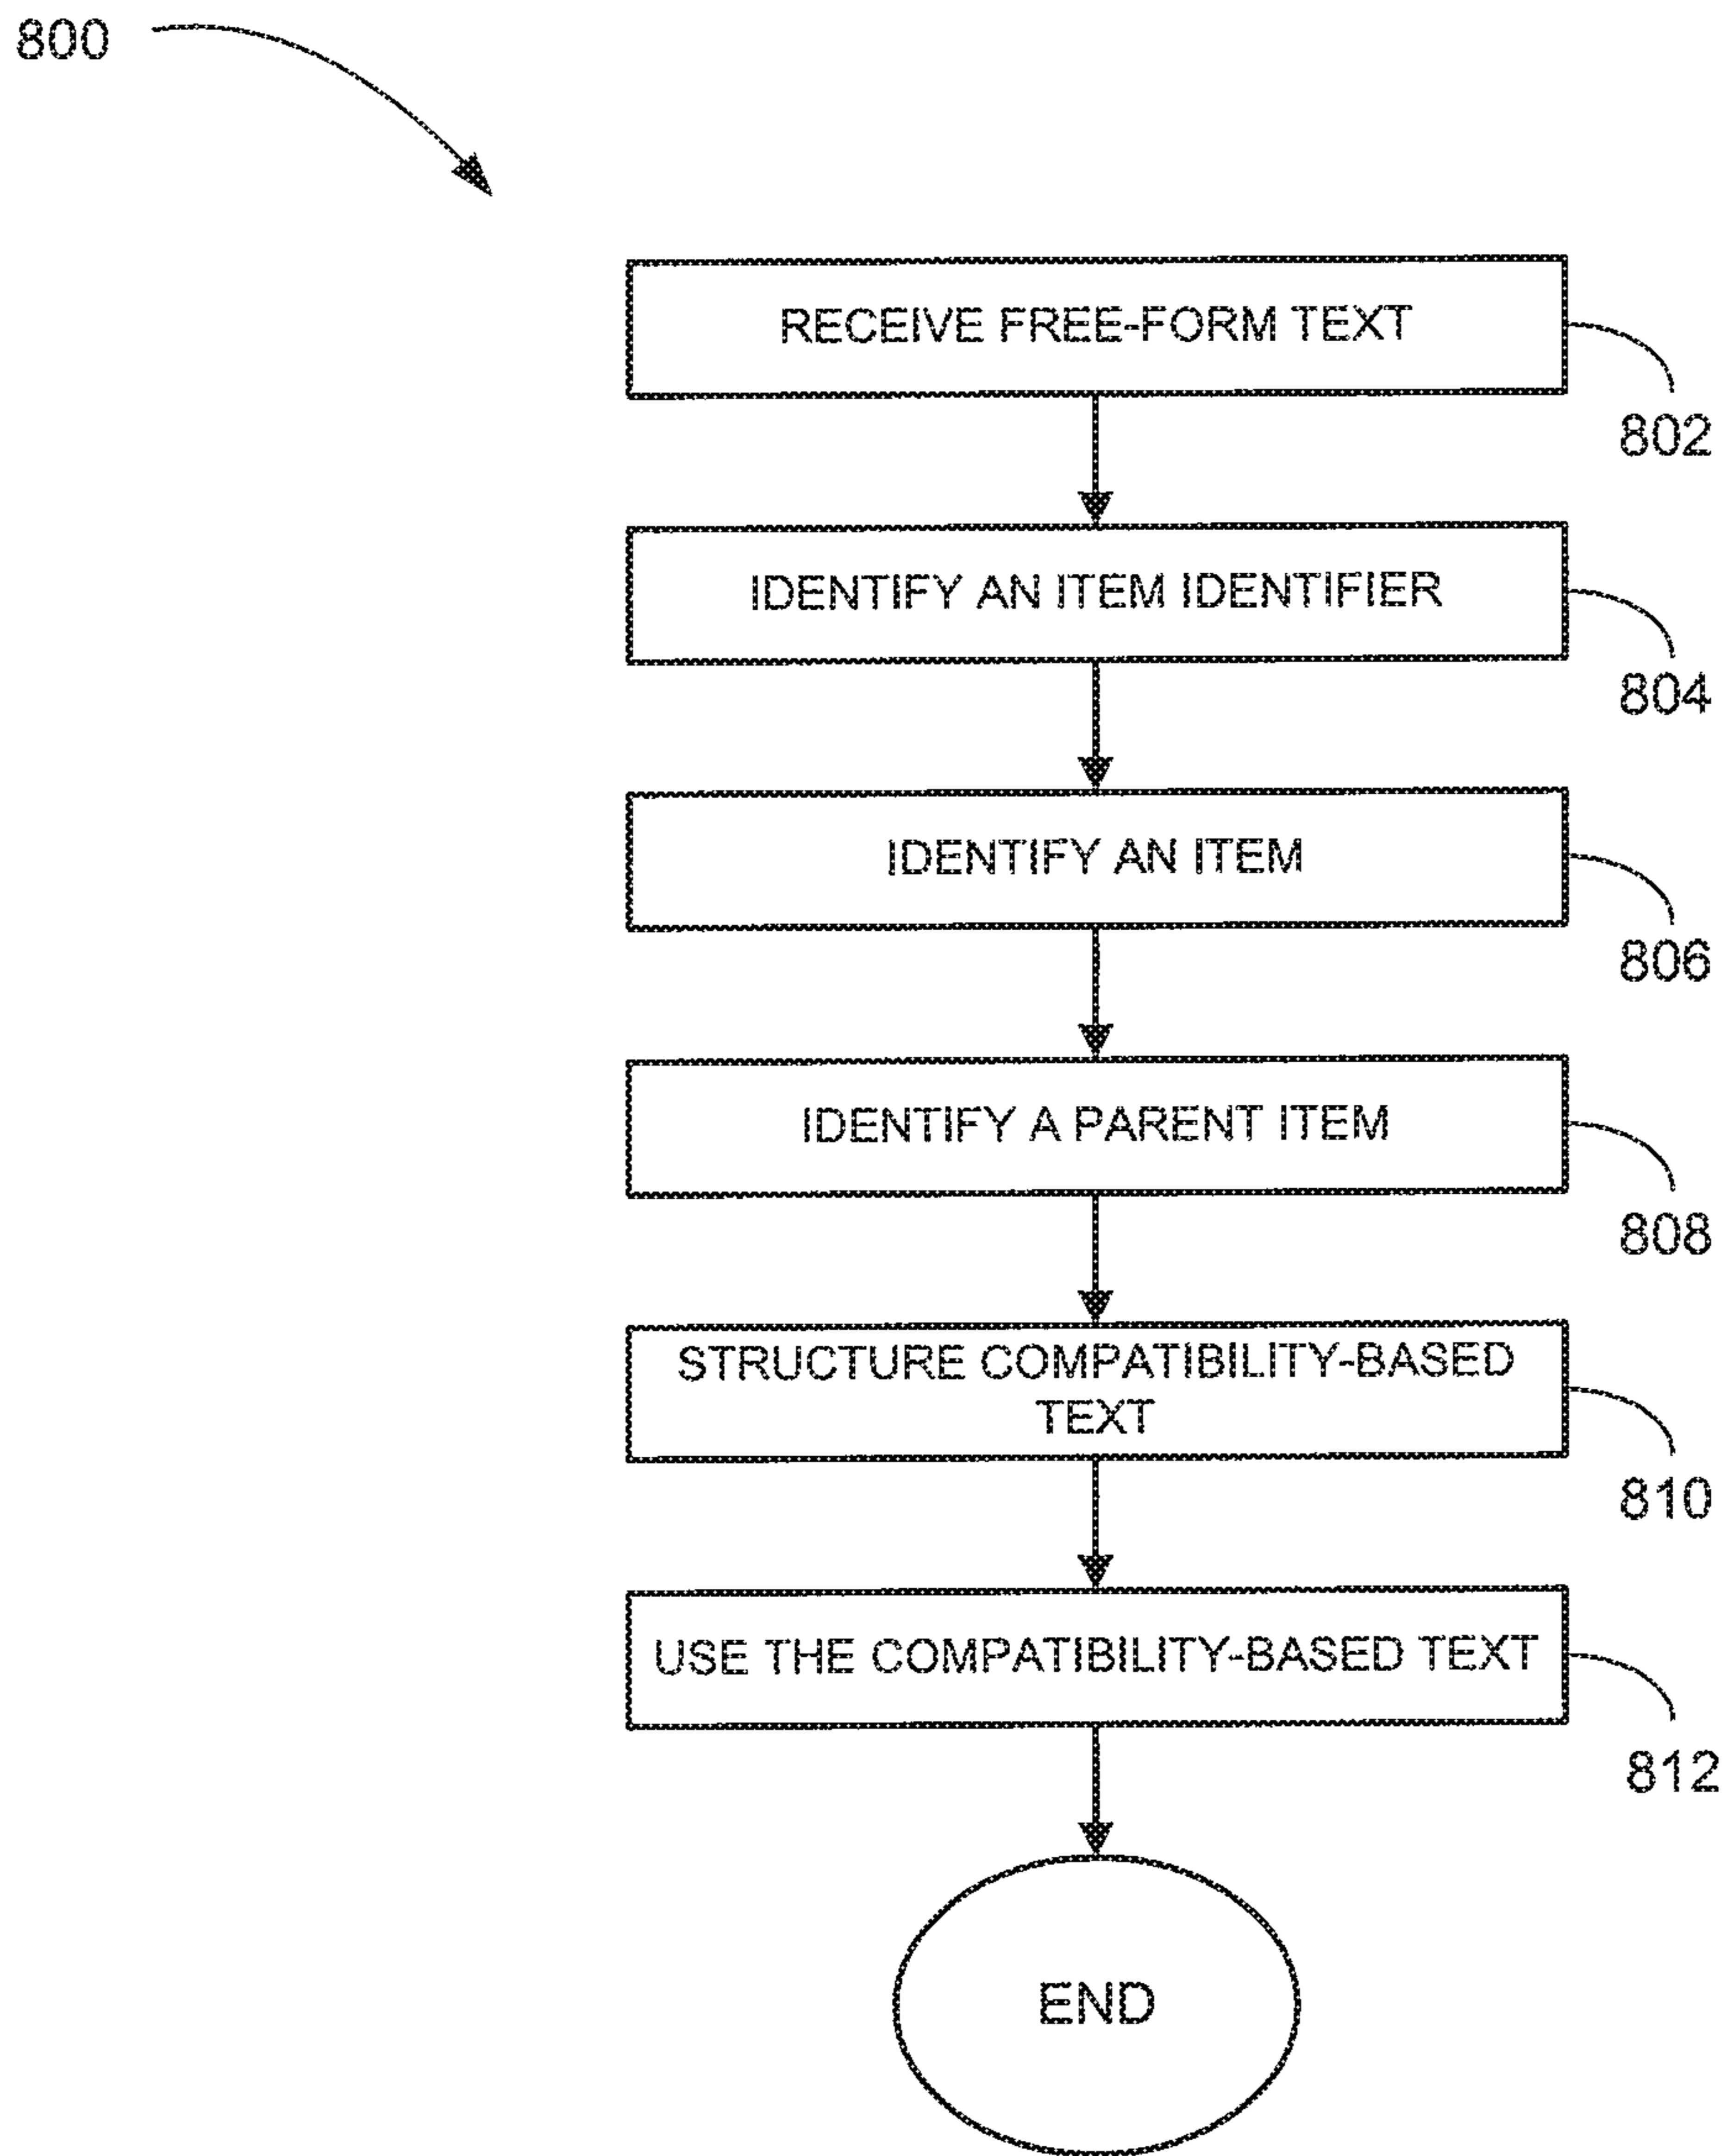 800
RECEIVE FREE-FORM TEXT
802
IDENTIFY AN ITEM IDENTIFIER
804
IDENTIFY AN ITEM
806
IDENTIFY A PARENT ITEM
808
STRUCTURE COMPATIBILITY-BASED
TEXT
810
USE THE COMPATIBILITY-BASED TEXT
812
END